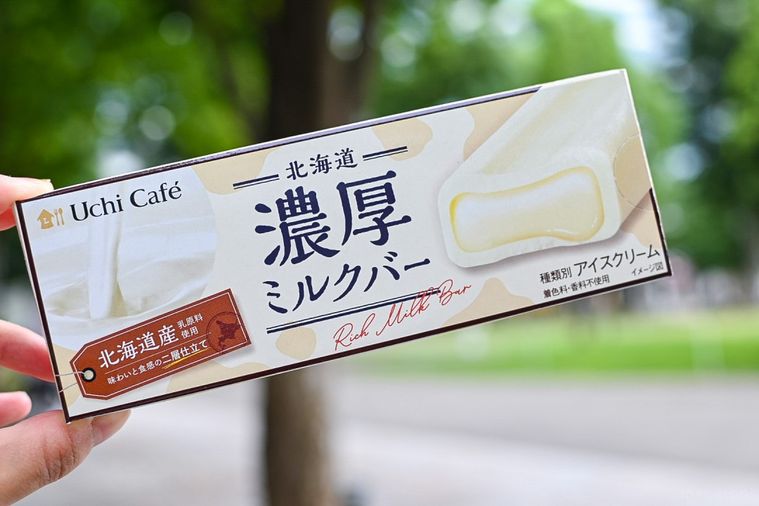 Uchi Café
北海道
濃厚
ミルクバー
Rich Milk Bar
北海道産 乳原料
使用
味わいと食感の二層仕立て
種類別 アイスクリーム
着色料・香料不使用
イメージ図